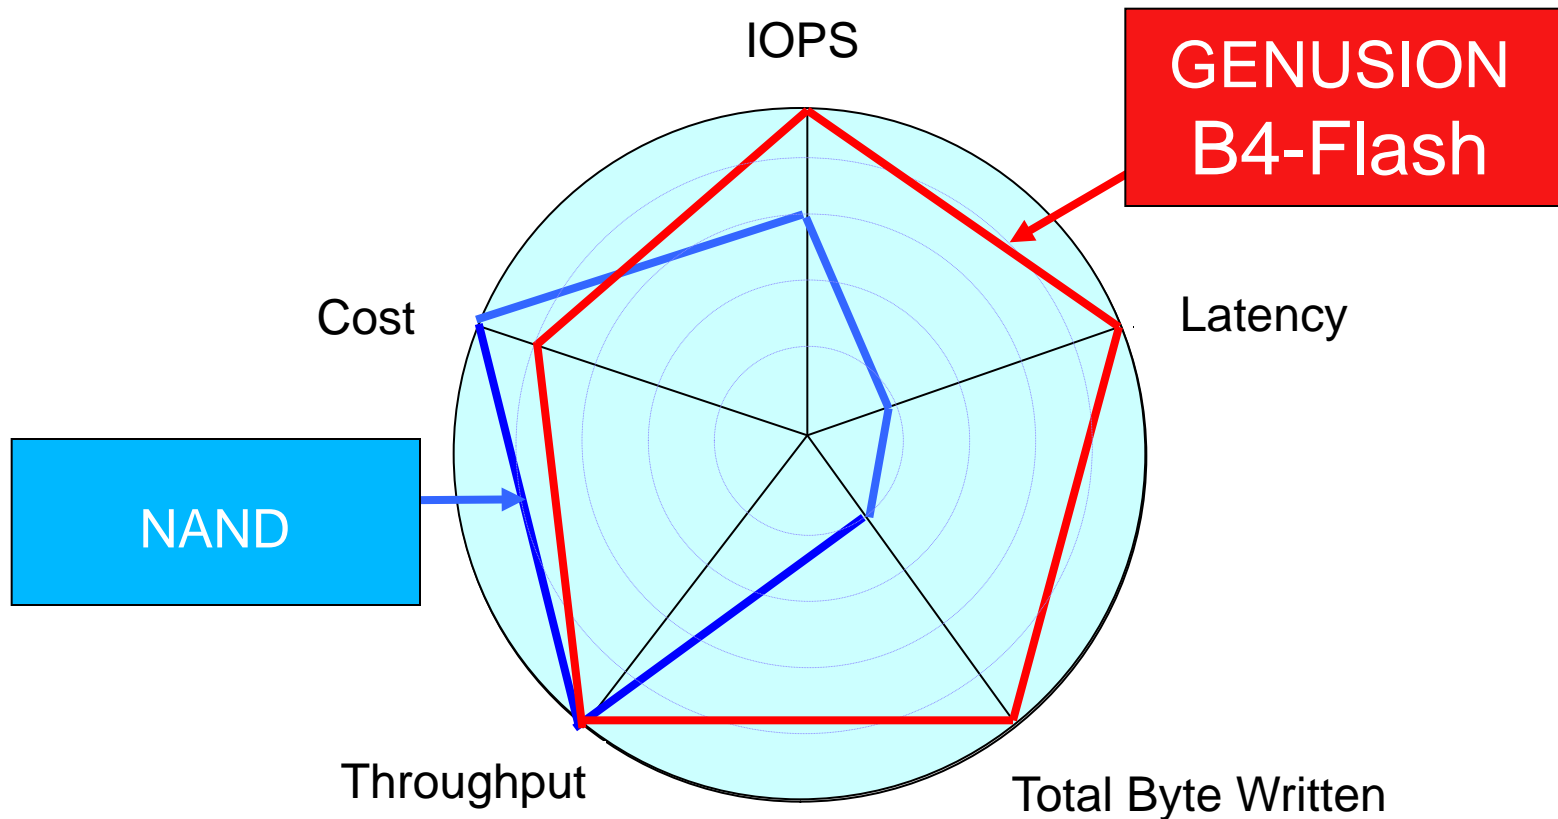 IOPS
GENUSION
B4-Flash
Cost
Latency
NAND
Throughput
Total Byte Written